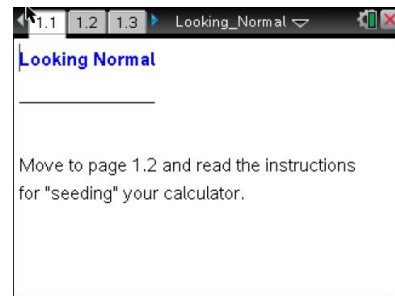 1.1 1.2 1.3 Looking_Normal
Looking Normal
Move to page 1.2 and read the instructions
for "seeding" your calculator.